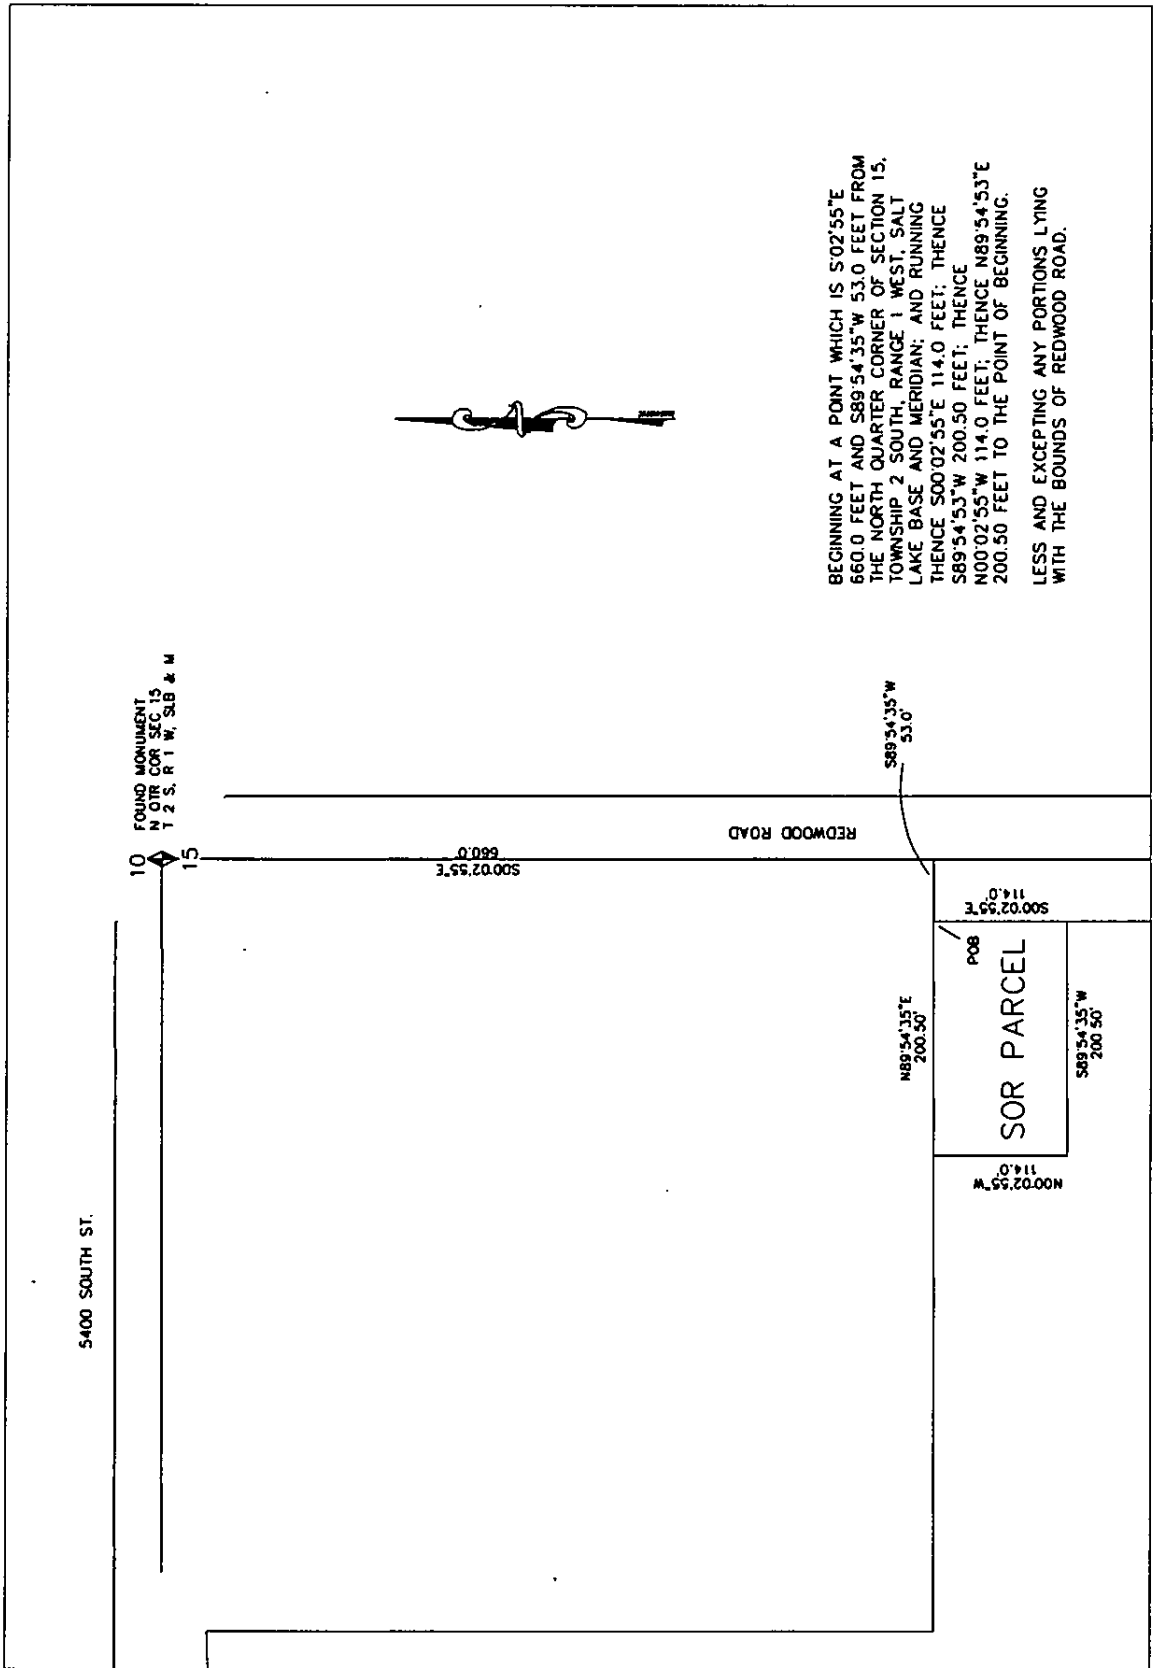 5400 SOUTH ST.
10
15
FOUND MONUMENT
N QTR COR SEC 15
T 2 S, R 1 W, SLB & M
S00°02'55"E
660.0
REDWOOD ROAD
S89°54'35"W
53.0'
N89°54'35"E
200.50'
POB
S00°02'55"E
114.0'
SOR PARCEL
N00°02'55"W
114.0'
S89°54'35"W
200 50'
BEGINNING AT A POINT WHICH IS S'02'55"E
660.0 FEET AND S89°54'35"W 53.0 FEET FROM
THE NORTH QUARTER CORNER OF SECTION 15,
TOWNSHIP 2 SOUTH, RANGE 1 WEST, SALT
LAKE BASE AND MERIDIAN; AND RUNNING
THENCE S00°02'55"E 114.0 FEET; THENCE
S89°54'53"W 200.50 FEET; THENCE
N00°02'55"W 114.0 FEET; THENCE N89°54'53"E
200.50 FEET TO THE POINT OF BEGINNING.
LESS AND EXCEPTING ANY PORTIONS LYING
WITH THE BOUNDS OF REDWOOD ROAD.